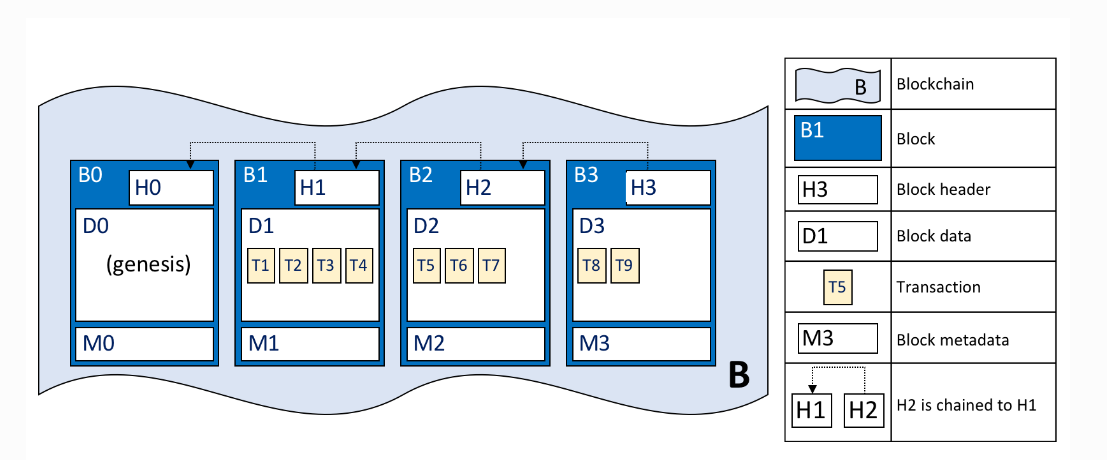 B0 H0
D0
(genesis)
M0
B1 H1
D1
T1 T2 T3 T4
M1
B2 H2
D2
T5 T6 T7
M2
B3 H3
D3
T8 T9
M3
B
B Blockchain
B1 Block
H3 Block header
D1 Block data
T5 Transaction
M3 Block metadata
H1 H2 H2 is chained to H1